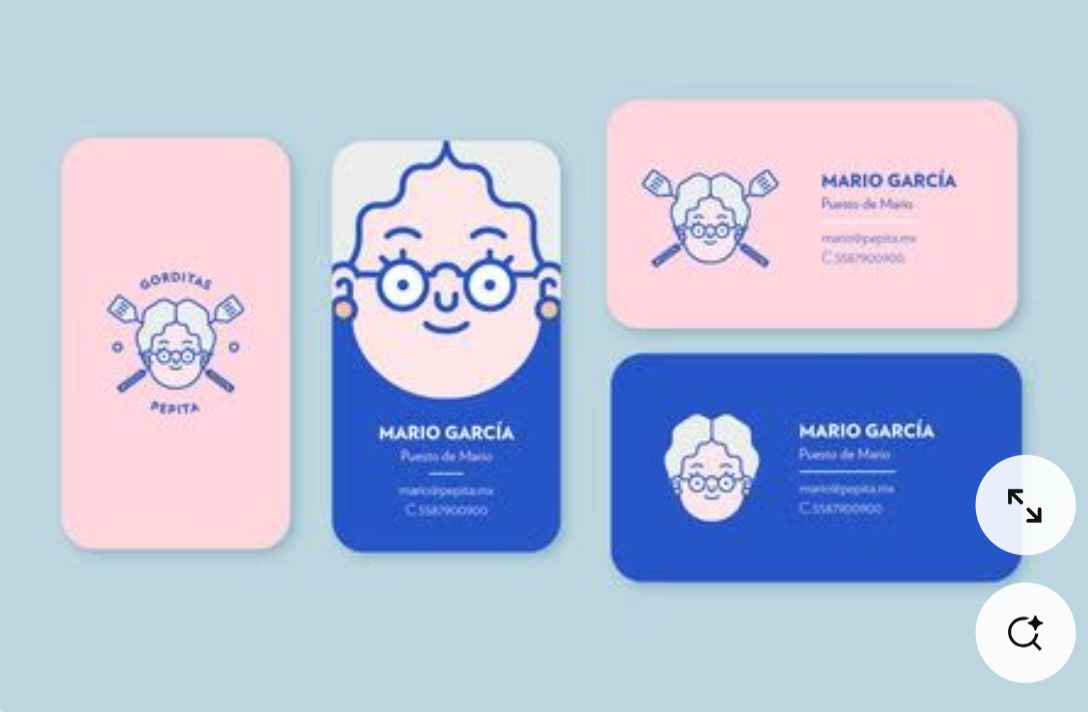 GORDITAS
PEPITA
MARIO GARCÍA
Puesto de Mario
mario@pepita.mx
C.5587900900
MARIO GARCÍA
Puesto de Mario
mario@pepita.mx
C.5587900900
MARIO GARCÍA
Puesto de Mario
mario@pepita.mx
C.5587900900